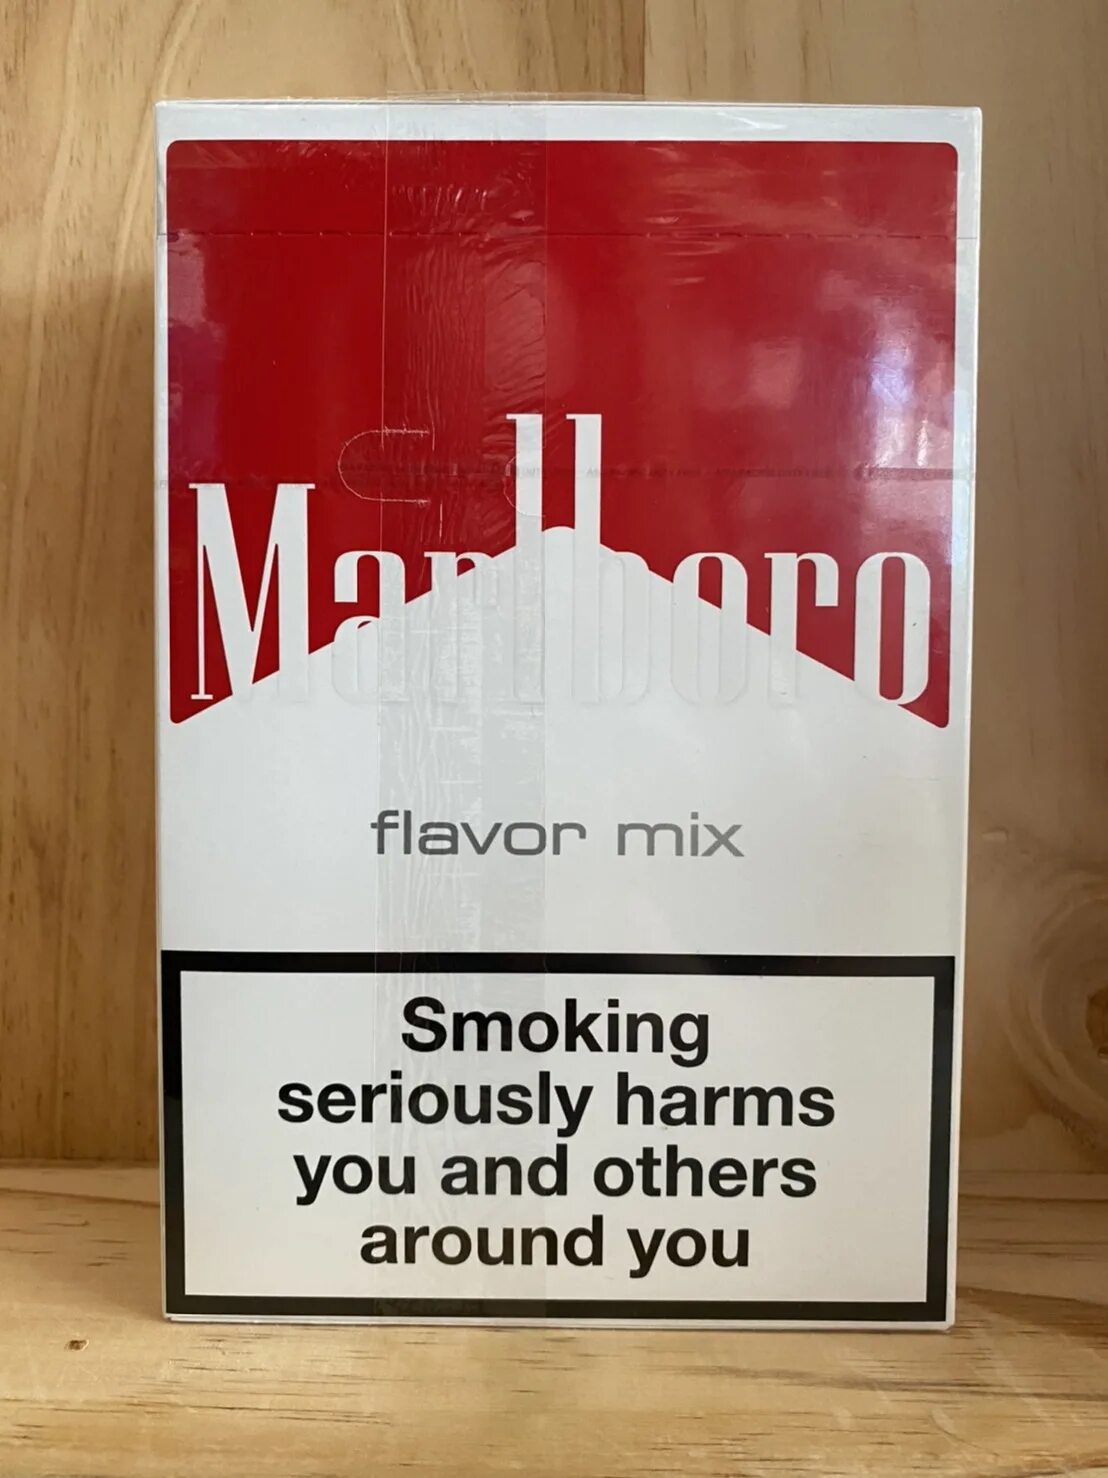 Marlboro
flavor mix
Smoking
seriously harms
you and others
around you